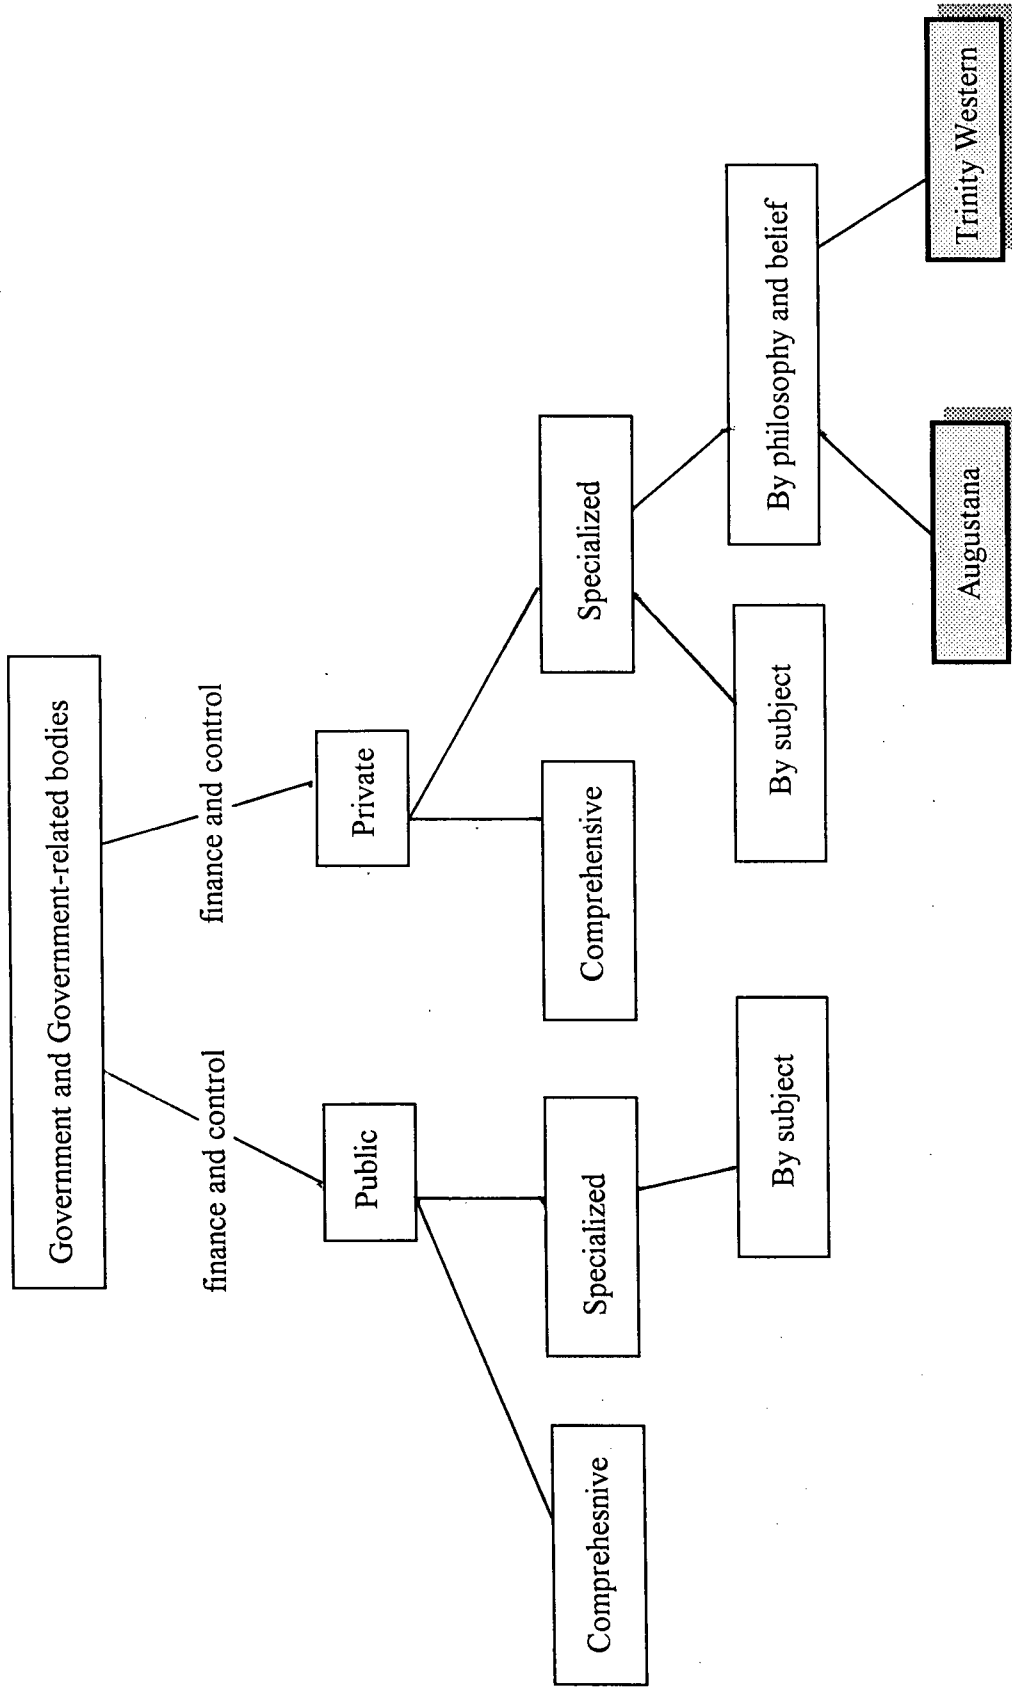 Government and Government-related bodies
finance and control
finance and control
Public
Private
Comprehesnive
Specialized
Comprehensive
Specialized
By subject
By subject
By philosophy and belief
Augustana
Trinity Western